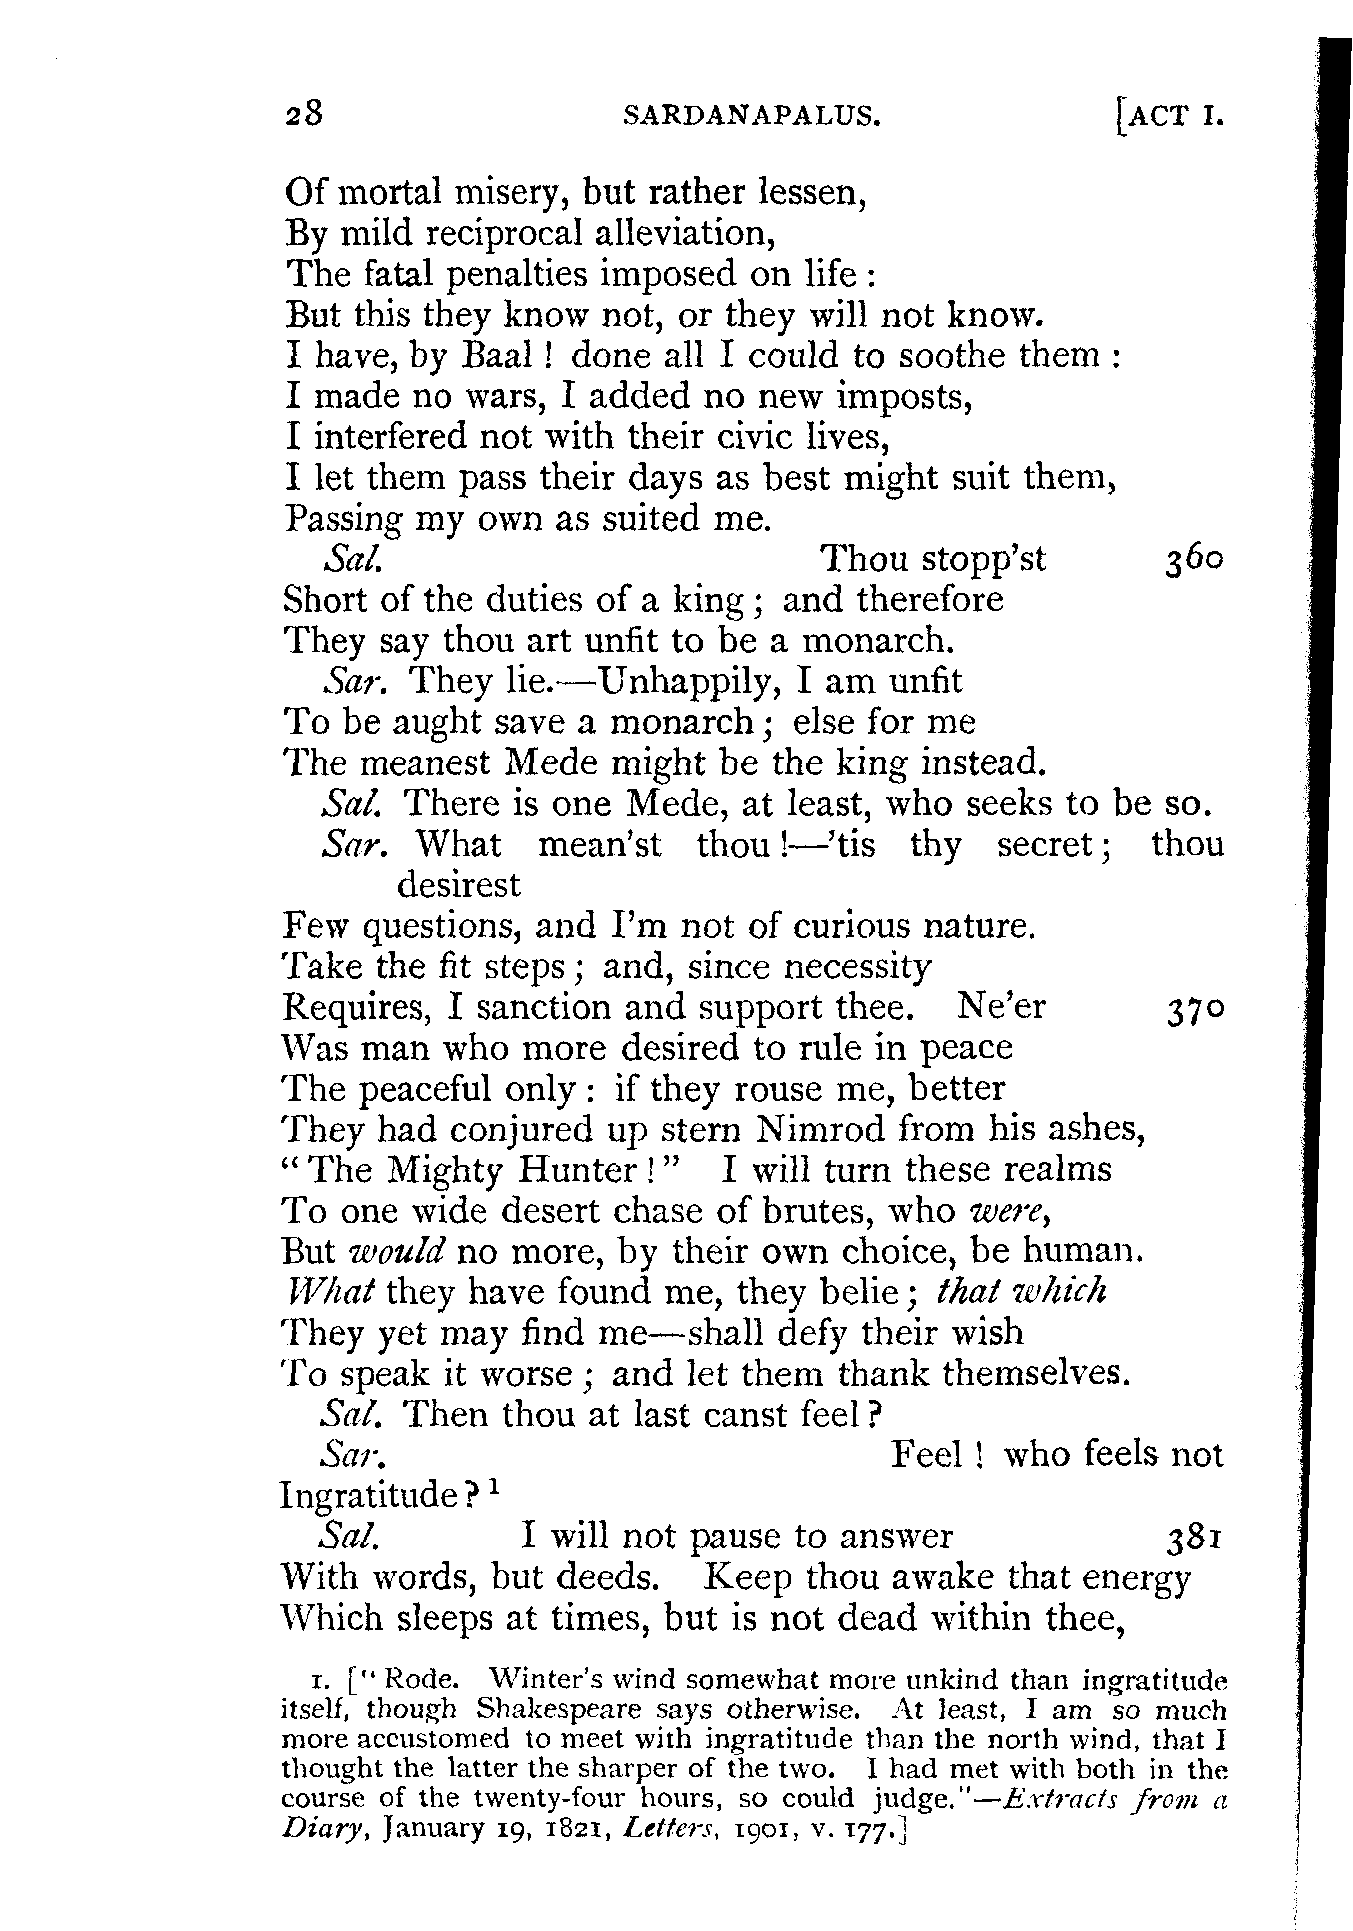 28 SARDANAPALUS. [ACT I.
Of mortal misery, but rather lessen,
By mild reciprocal alleviation,
The fatal penalties imposed on life :
But this they know not, or they will not know.
I have, by Baal ! done all I could to soothe them :
I made no wars, I added no new imposts,
I interfered not with their civic lives,
I let them pass their days as best might suit them,
Passing my own as suited me.
Sal. Thou stopp'st 360
Short of the duties of a king ; and therefore
They say thou art unfit to be a monarch.
Sar. They lie.—Unhappily, I am unfit
To be aught save a monarch ; else for me
The meanest Mede might be the king instead.
Sal. There is one Mede, at least, who seeks to be so.
Sar. What mean'st thou !—'tis thy secret ; thou
desirest
Few questions, and I'm not of curious nature.
Take the fit steps ; and, since necessity
Requires, I sanction and support thee. Ne'er 370
Was man who more desired to rule in peace
The peaceful only : if they rouse me, better
They had conjured up stern Nimrod from his ashes,
" The Mighty Hunter ! " I will turn these realms
To one wide desert chase of brutes, who were,
But would no more, by their own choice, be human.
What they have found me, they belie ; that which
They yet may find me—shall defy their wish
To speak it worse ; and let them thank themselves.
Sal. Then thou at last canst feel ?
Sar. Feel ! who feels not
Ingratitude ? 1
Sal. I will not pause to answer 381
With words, but deeds. Keep thou awake that energy
Which sleeps at times, but is not dead within thee,
1. [" Rode. Winter's wind somewhat more unkind than ingratitude
itself, though Shakespeare says otherwise. At least, I am so much
more accustomed to meet with ingratitude than the north wind, that I
thought the latter the sharper of the two. I had met with both in the
course of the twenty-four hours, so could judge."—Extracts from a
Diary, January 19, 1821, Letters, 1901, v. 177.]